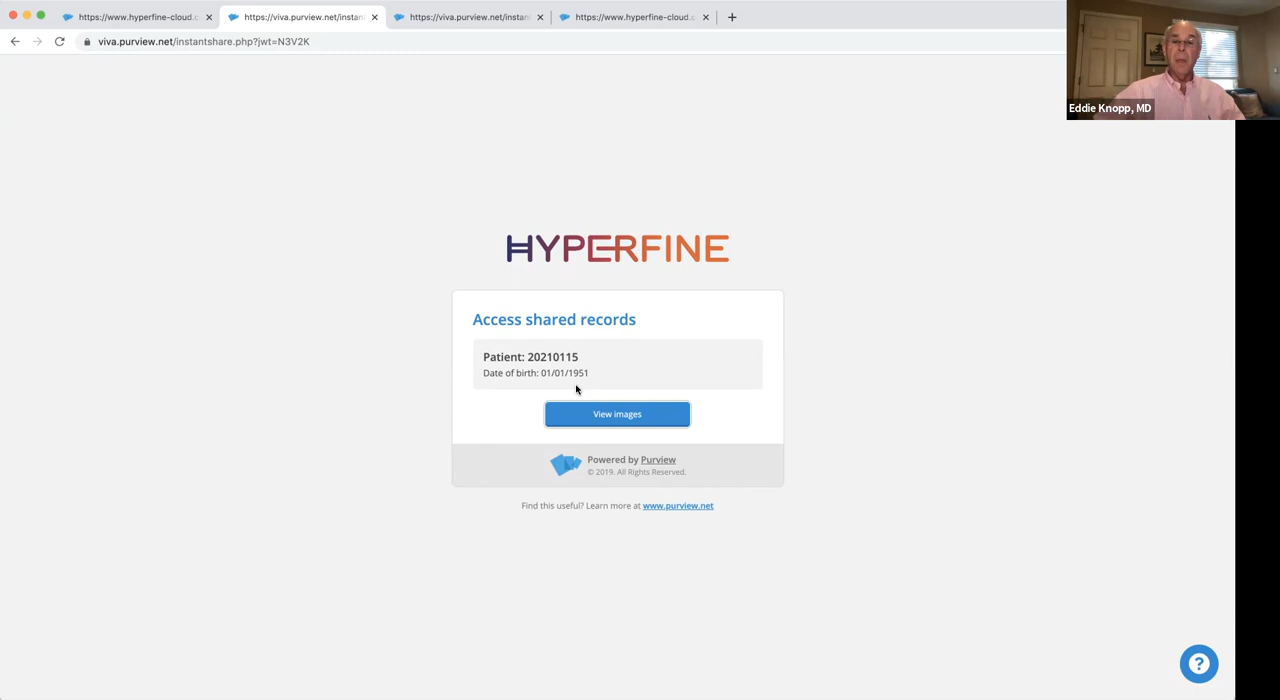 https://www.hyperfine-cloud.c
https://viva.purview.net/instan
https://viva.purview.net/instan
https://www.hyperfine-cloud.c
viva.purview.net/instantshare.php?jwt=N3V2K
Eddie Knopp, MD
HYPERFINE
Access shared records
Patient: 20210115
Date of birth: 01/01/1951
View images
Powered by Purview
© 2019. All Rights Reserved.
Find this useful? Learn more at www.purview.net
?